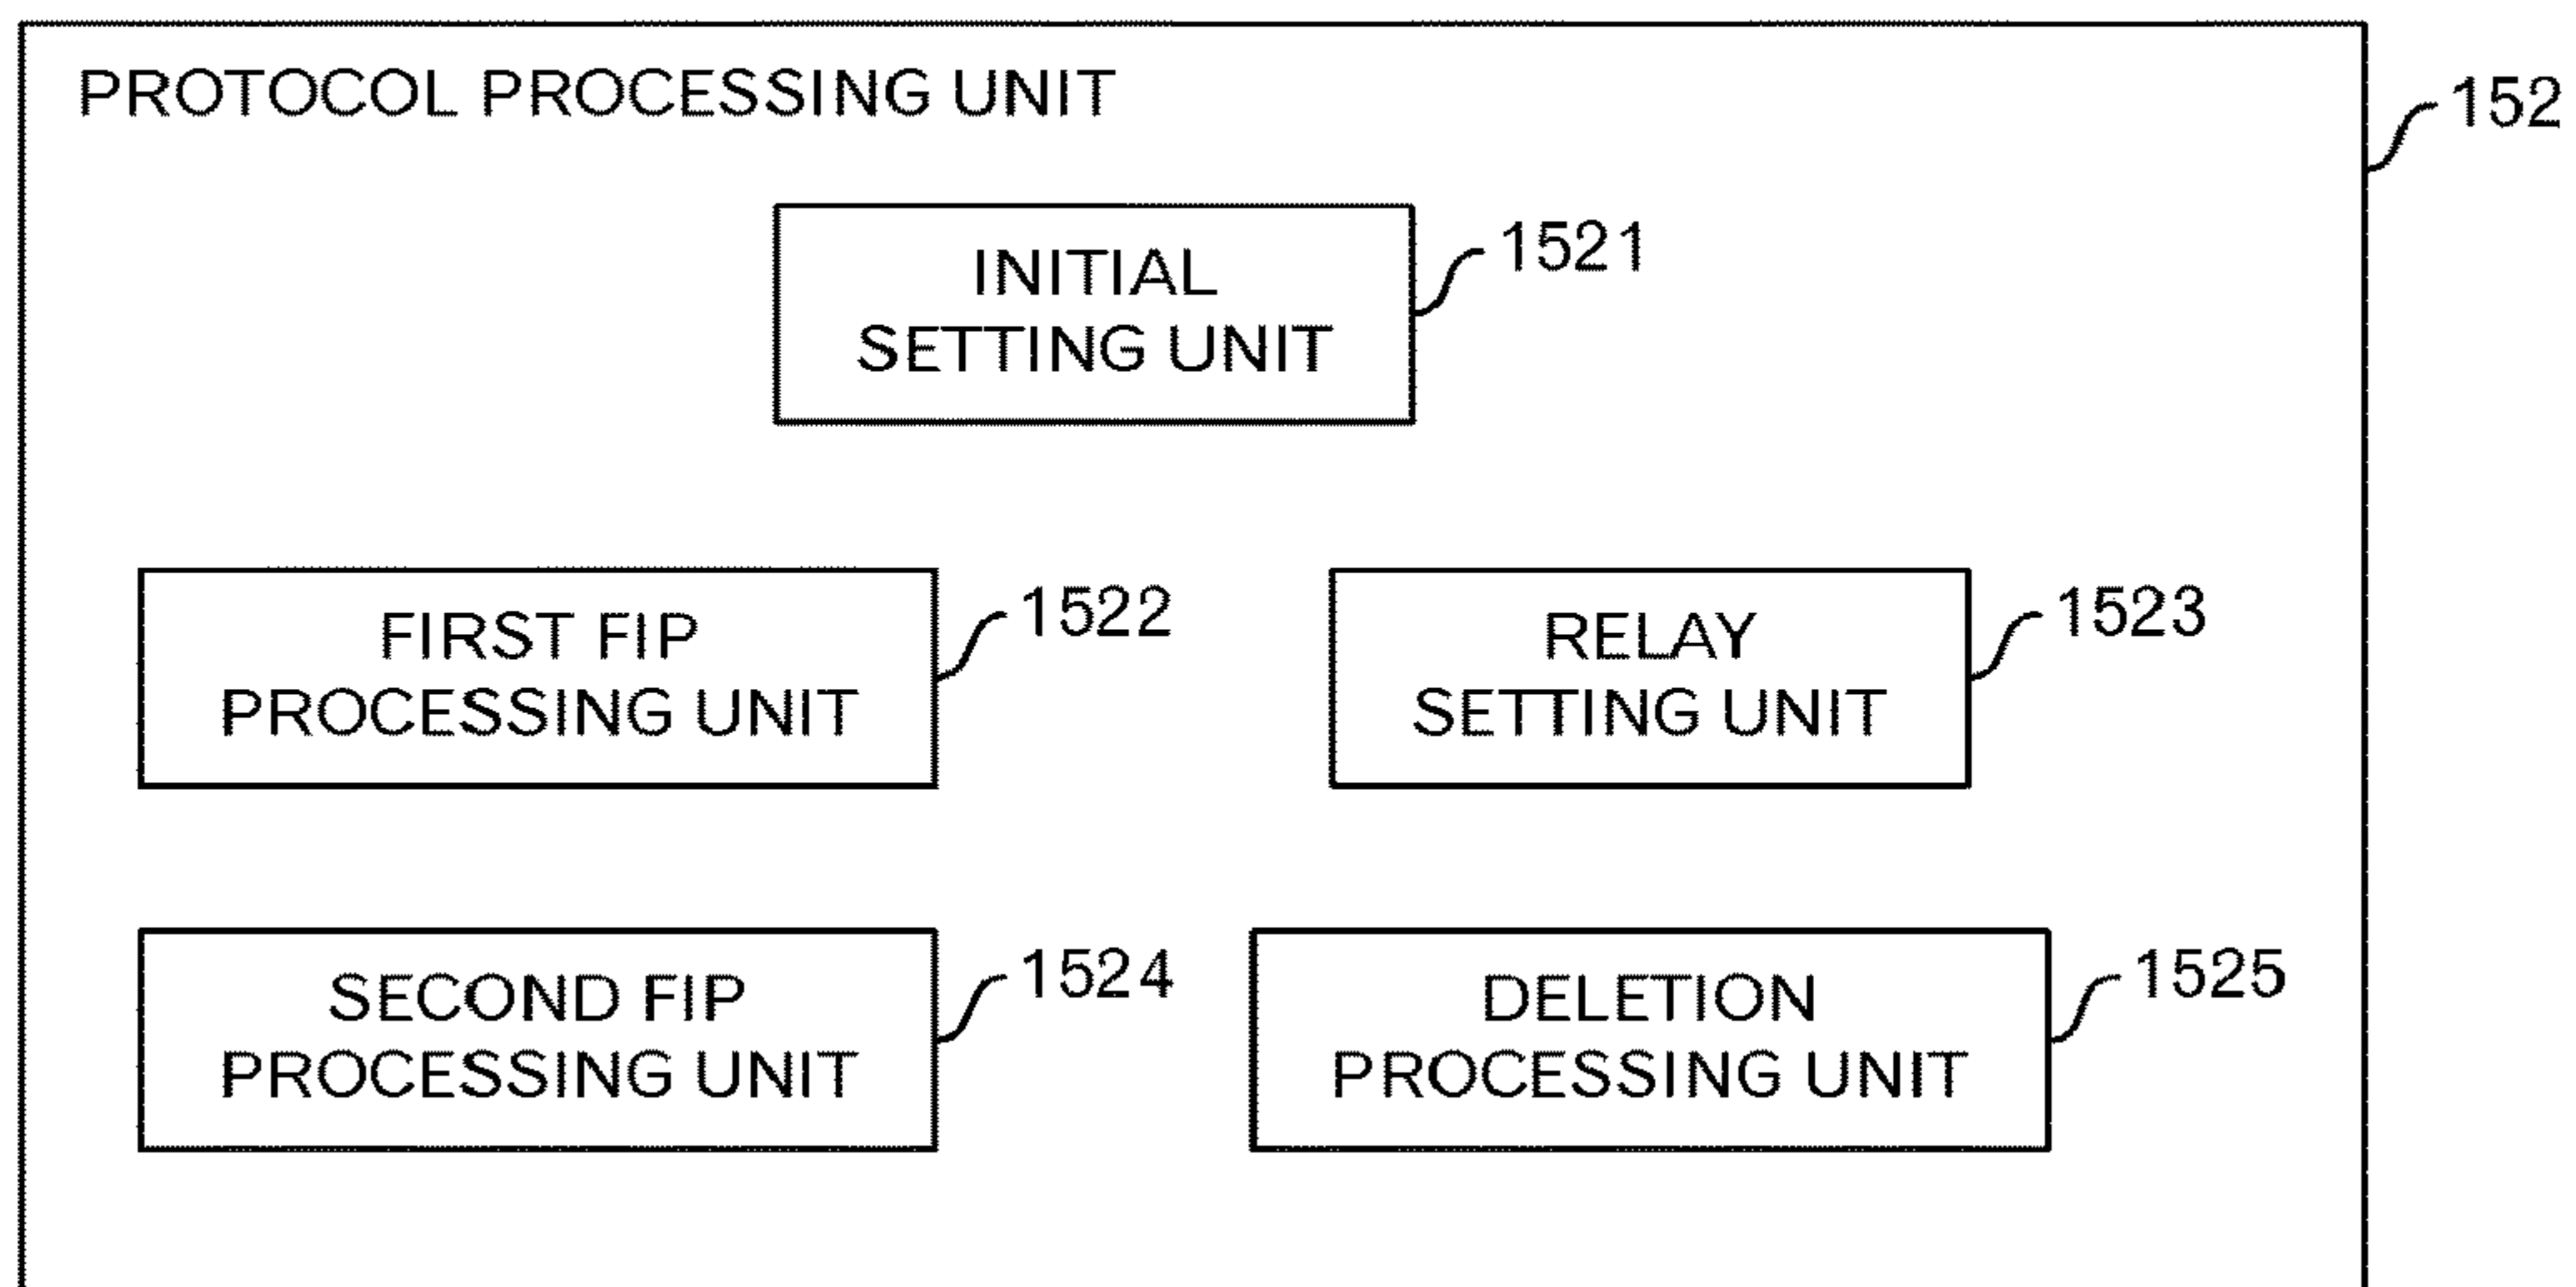 PROTOCOL PROCESSING UNIT
152
INITIAL
SETTING UNIT
1521
FIRST FIP
PROCESSING UNIT
1522
RELAY
SETTING UNIT
1523
SECOND FIP
PROCESSING UNIT
1524
DELETION
PROCESSING UNIT
1525